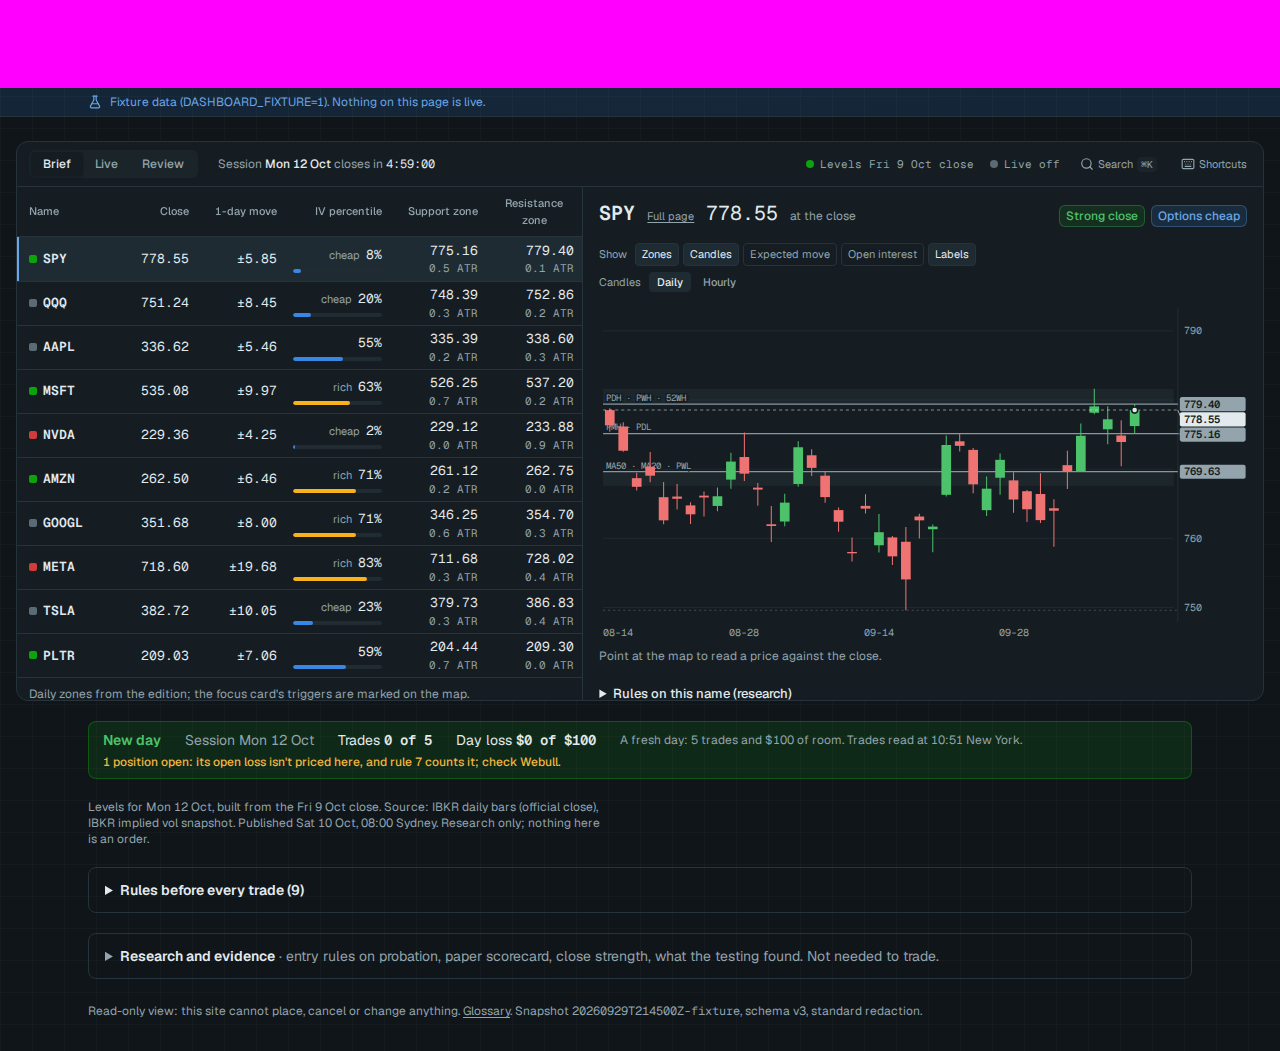 Fixture data (DASHBOARD_FIXTURE=1). Nothing on this page is live.
Brief Live Review Session Mon 12 Oct closes in 4:59:00 Levels Fri 9 Oct close Live off Search ⌘K Shortcuts
Name Close 1-day move IV percentile Support zone Resistance zone
SPY 778.55 ±5.85 cheap 8% 775.16 779.40
0.5 ATR 0.1 ATR
QQQ 751.24 ±8.45 cheap 20% 748.39 752.86
0.3 ATR 0.2 ATR
AAPL 336.62 ±5.46 55% 335.39 338.60
0.2 ATR 0.3 ATR
MSFT 535.08 ±9.97 rich 63% 526.25 537.20
0.7 ATR 0.2 ATR
NVDA 229.36 ±4.25 cheap 2% 229.12 233.88
0.0 ATR 0.9 ATR
AMZN 262.50 ±6.46 rich 71% 261.12 262.75
0.2 ATR 0.0 ATR
GOOGL 351.68 ±8.00 rich 71% 346.25 354.70
0.6 ATR 0.3 ATR
META 718.60 ±19.68 rich 83% 711.68 728.02
0.3 ATR 0.4 ATR
TSLA 382.72 ±10.05 cheap 23% 379.73 386.83
0.3 ATR 0.4 ATR
PLTR 209.03 ±7.06 59% 204.44 209.30
0.7 ATR 0.0 ATR
Daily zones from the edition; the focus card's triggers are marked on the map.
SPY Full page 778.55 at the close Strong close Options cheap
Show Zones Candles Expected move Open interest Labels
Candles Daily Hourly
790
PDH · PWH · 52WH
779.40
778.55
· PDL
775.16
MA50 · MA20 · PWL
769.63
760
750
08-14 08-28 09-14 09-28
Point at the map to read a price against the close.
▶ Rules on this name (research)
New day Session Mon 12 Oct Trades 0 of 5 Day loss $0 of $100 A fresh day: 5 trades and $100 of room. Trades read at 10:51 New York.
1 position open: its open loss isn't priced here, and rule 7 counts it; check Webull.
Levels for Mon 12 Oct, built from the Fri 9 Oct close. Source: IBKR daily bars (official close),
IBKR implied vol snapshot. Published Sat 10 Oct, 08:00 Sydney. Research only; nothing here
is an order.
▶ Rules before every trade (9)
▶ Research and evidence · entry rules on probation, paper scorecard, close strength, what the testing found. Not needed to trade.
Read-only view: this site cannot place, cancel or change anything. Glossary. Snapshot 20260929T214500Z-fixture, schema v3, standard redaction.